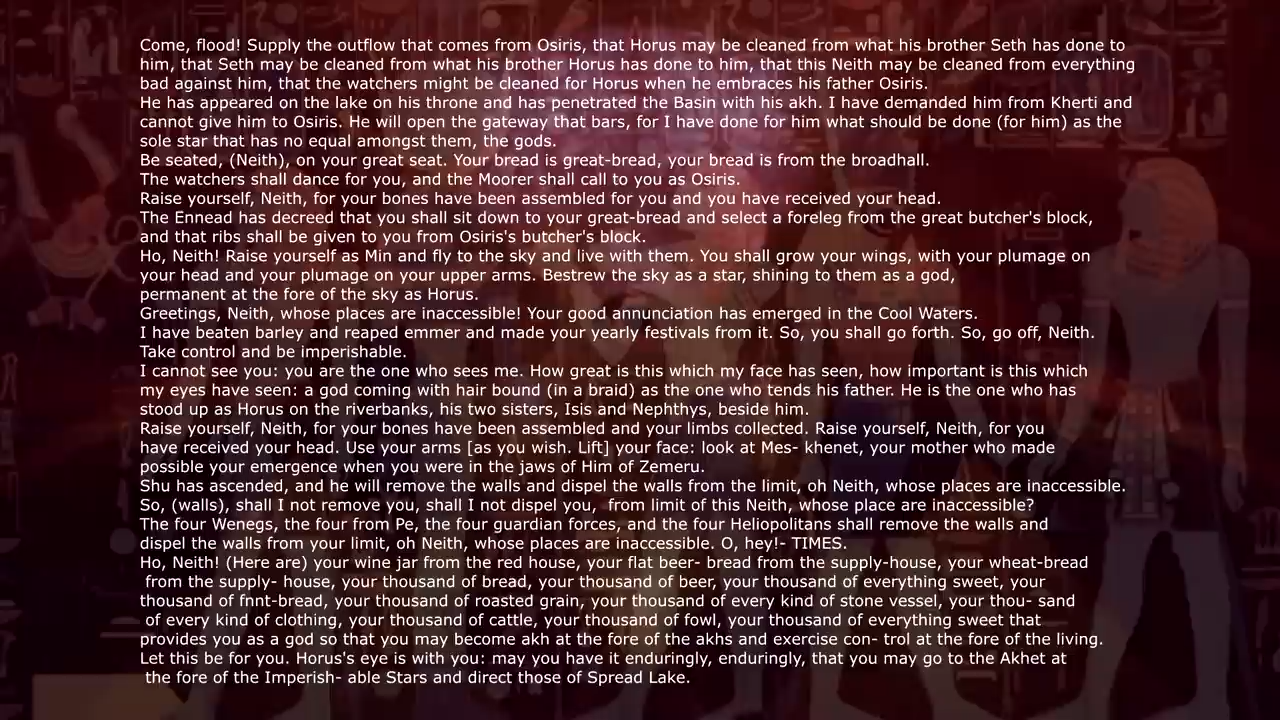 Come, flood! Supply the outflow that comes from Osiris, that Horus may be cleaned from what his brother Seth has done to
him, that Seth may be cleaned from what his brother Horus has done to him, that this Neith may be cleaned from everything
bad against him, that the watchers might be cleaned for Horus when he embraces his father Osiris.
He has appeared on the lake on his throne and has penetrated the Basin with his akh. I have demanded him from Kherti and
cannot give him to Osiris. He will open the gateway that bars, for I have done for him what should be done (for him) as the
sole star that has no equal amongst them, the gods.
Be seated, (Neith), on your great seat. Your bread is great-bread, your bread is from the broadhall.
The watchers shall dance for you, and the Moorer shall call to you as Osiris.
Raise yourself, Neith, for your bones have been assembled for you and you have received your head.
The Ennead has decreed that you shall sit down to your great-bread and select a foreleg from the great butcher's block,
and that ribs shall be given to you from Osiris's butcher's block.
Ho, Neith! Raise yourself as Min and fly to the sky and live with them. You shall grow your wings, with your plumage on
your head and your plumage on your upper arms. Bestrew the sky as a star, shining to them as a god,
permanent at the fore of the sky as Horus.
Greetings, Neith, whose places are inaccessible! Your good annunciation has emerged in the Cool Waters.
I have beaten barley and reaped emmer and made your yearly festivals from it. So, you shall go forth. So, go off, Neith.
Take control and be imperishable.
I cannot see you: you are the one who sees me. How great is this which my face has seen, how important is this which
my eyes have seen: a god coming with hair bound (in a braid) as the one who tends his father. He is the one who has
stood up as Horus on the riverbanks, his two sisters, Isis and Nephthys, beside him.
Raise yourself, Neith, for your bones have been assembled and your limbs collected. Raise yourself, Neith, for you
have received your head. Use your arms [as you wish. Lift] your face: look at Mes- khenet, your mother who made
possible your emergence when you were in the jaws of Him of Zemeru.
Shu has ascended, and he will remove the walls and dispel the walls from the limit, oh Neith, whose places are inaccessible.
So, (walls), shall I not remove you, shall I not dispel you,  from limit of this Neith, whose place are inaccessible?
The four Wenegs, the four from Pe, the four guardian forces, and the four Heliopolitans shall remove the walls and
dispel the walls from your limit, oh Neith, whose places are inaccessible. O, hey!- TIMES.
Ho, Neith! (Here are) your wine jar from the red house, your flat beer- bread from the supply-house, your wheat-bread
from the supply- house, your thousand of bread, your thousand of beer, your thousand of everything sweet, your
thousand of fnnt-bread, your thousand of roasted grain, your thousand of every kind of stone vessel, your thou- sand
of every kind of clothing, your thousand of cattle, your thousand of fowl, your thousand of everything sweet that
provides you as a god so that you may become akh at the fore of the akhs and exercise con- trol at the fore of the living.
Let this be for you. Horus's eye is with you: may you have it enduringly, enduringly, that you may go to the Akhet at
the fore of the Imperish- able Stars and direct those of Spread Lake.